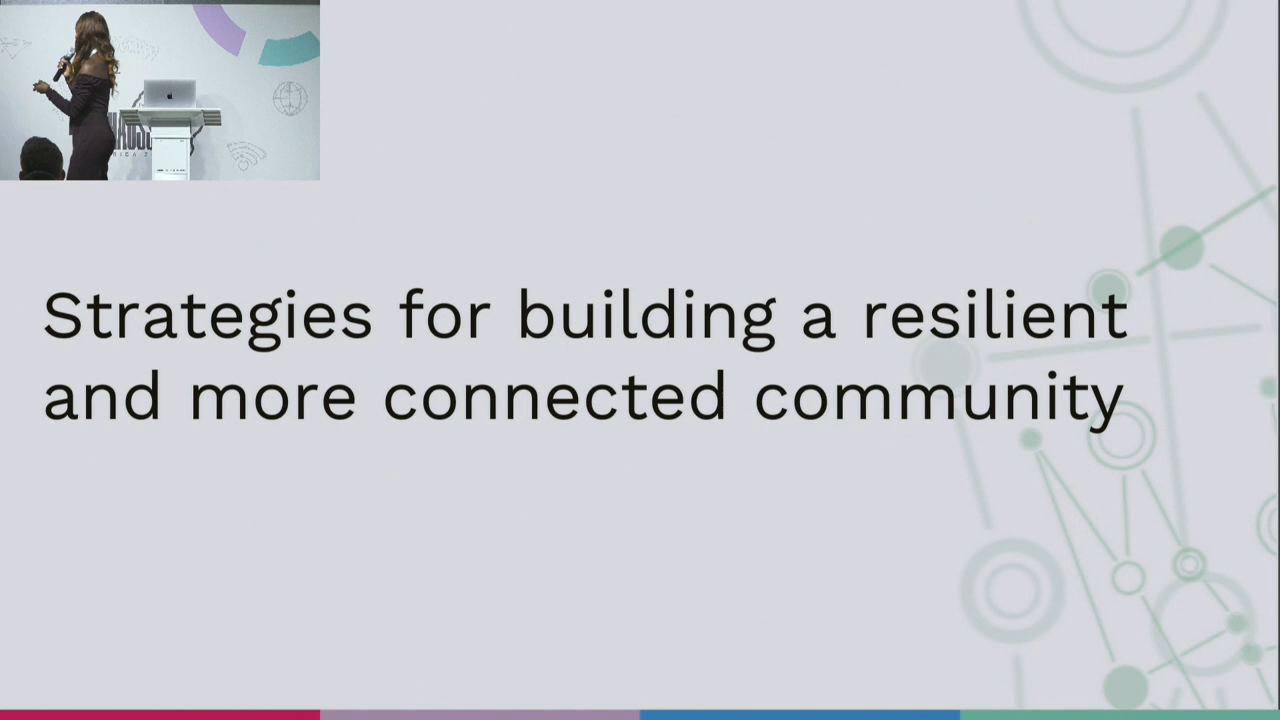 Strategies for building a resilient
and more connected community